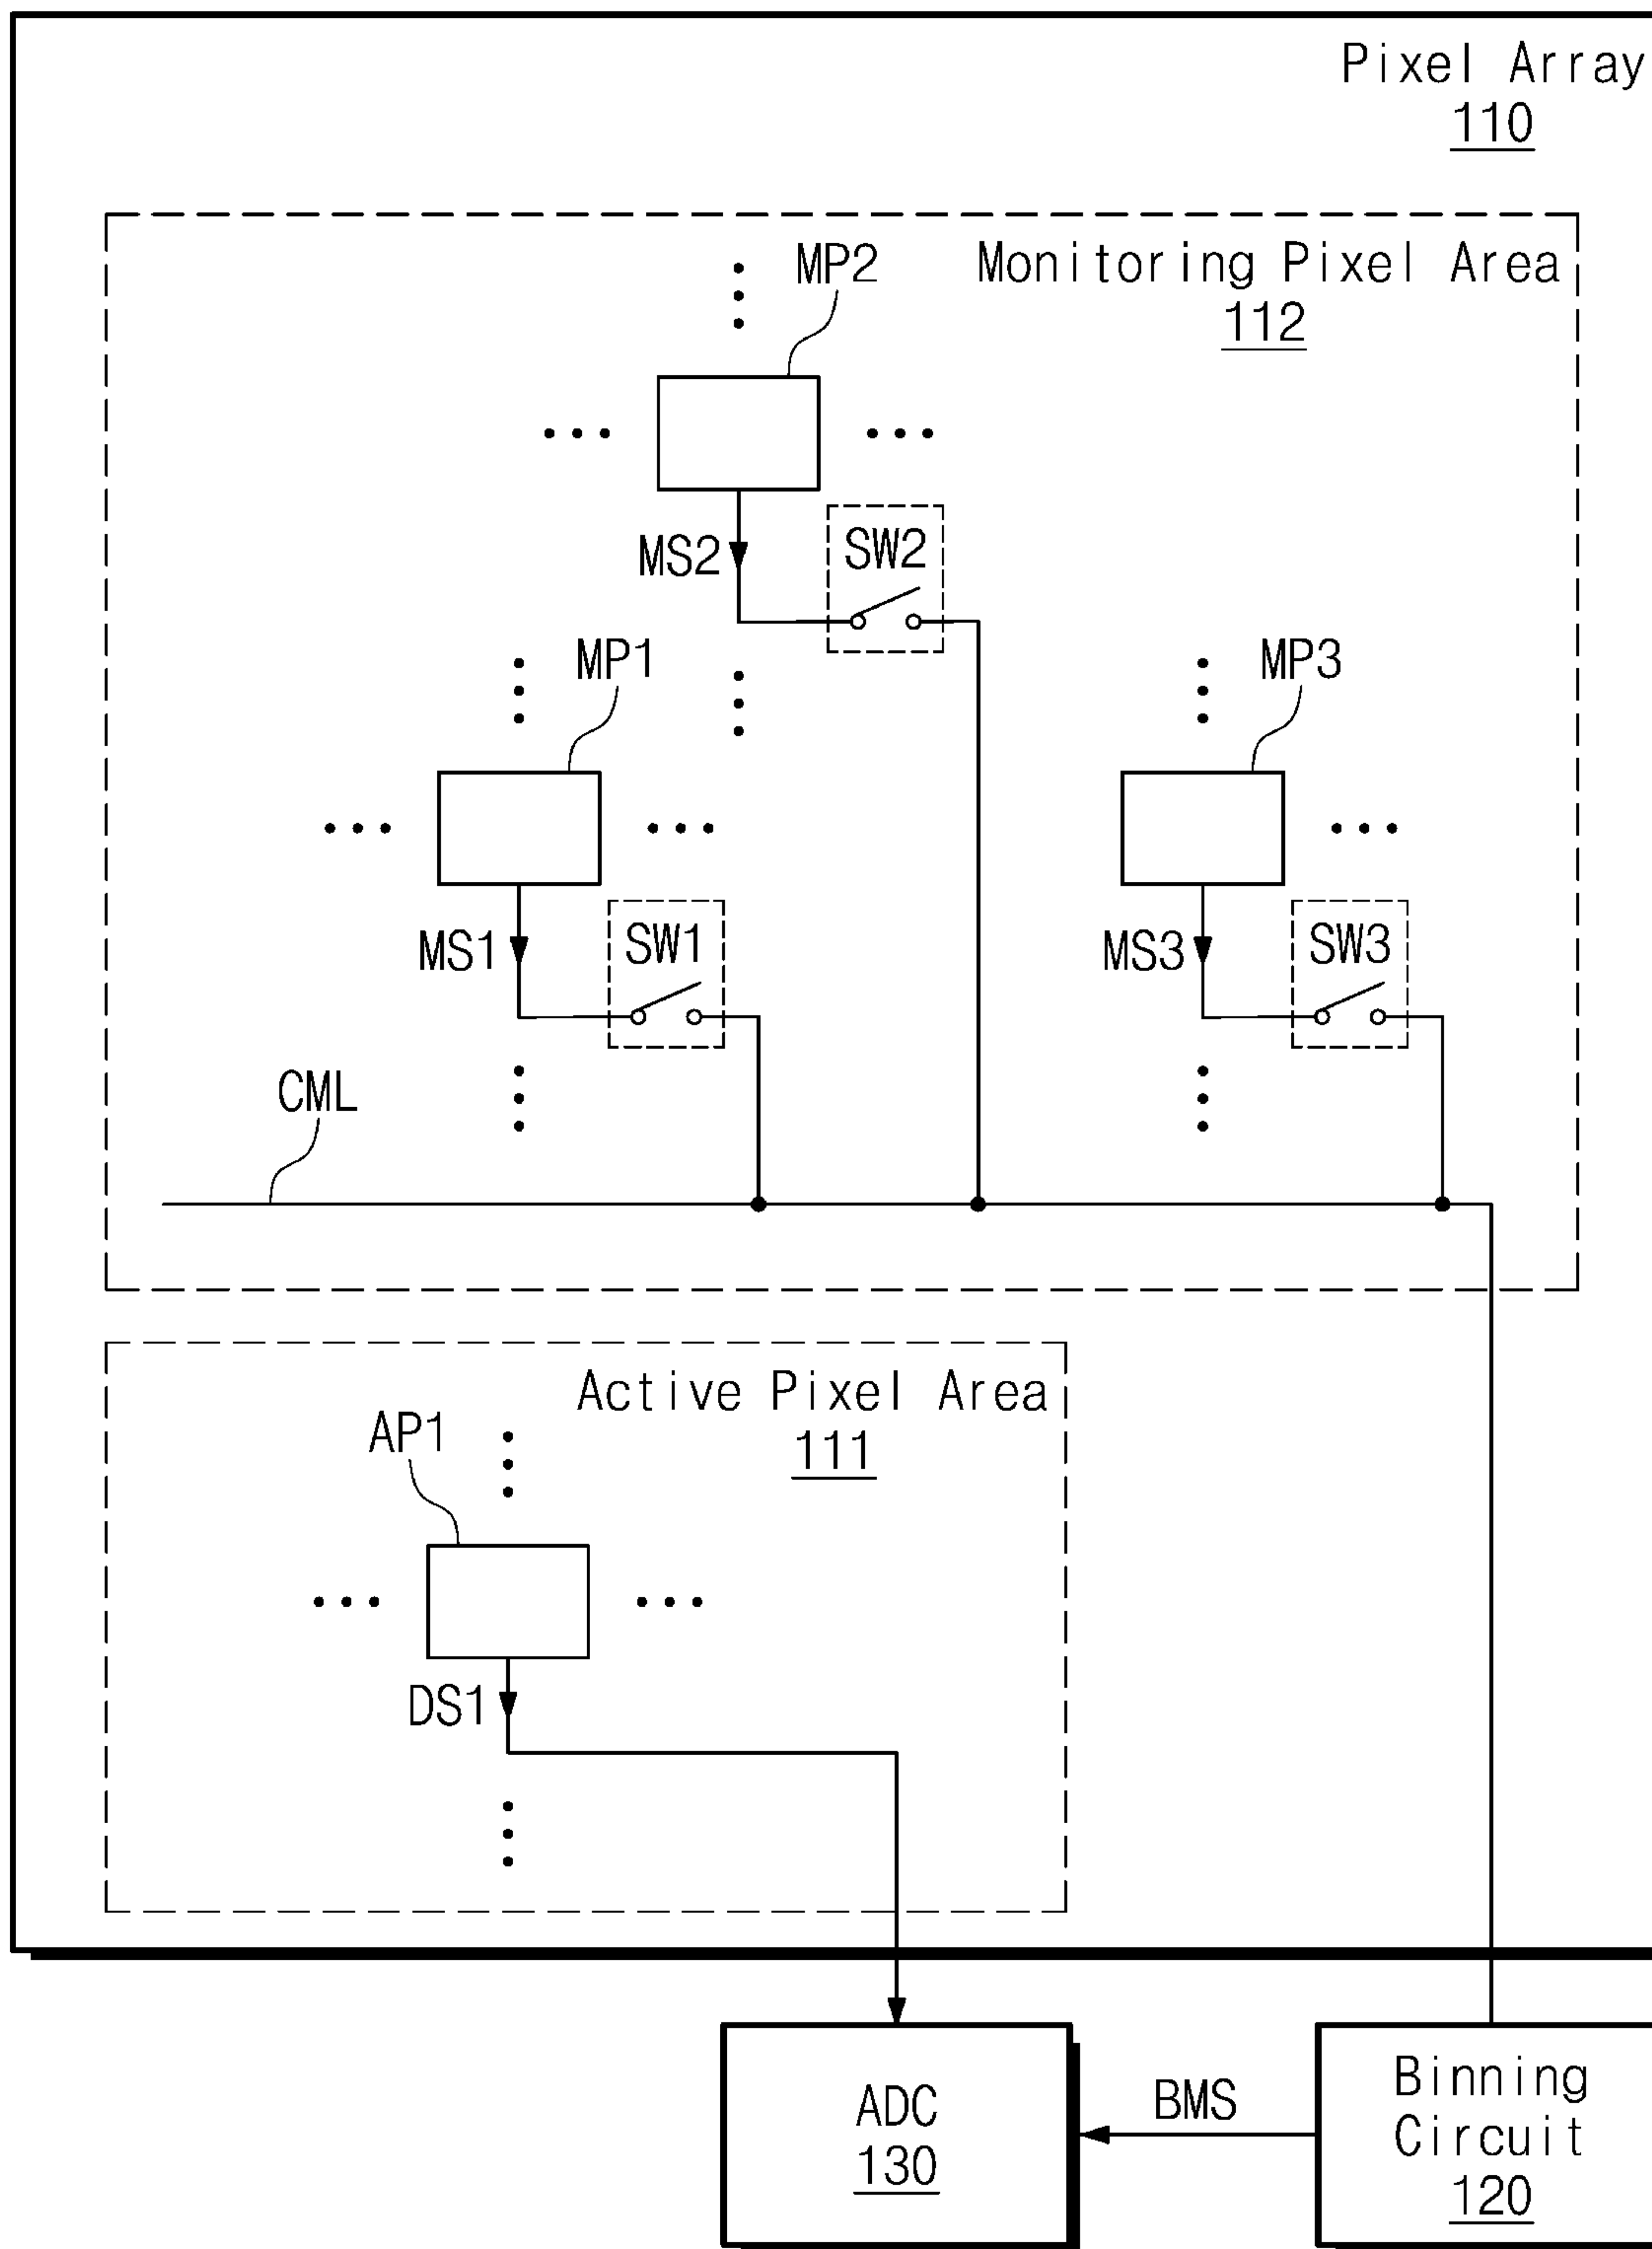 Pixel Array
110
Monitoring Pixel Area
112
MP2
MS2
SW2
MP1
MP3
MS1
SW1
MS3
SW3
CML
Active Pixel Area
111
AP1
DS1
ADC
130
BMS
Binning
Circuit
120